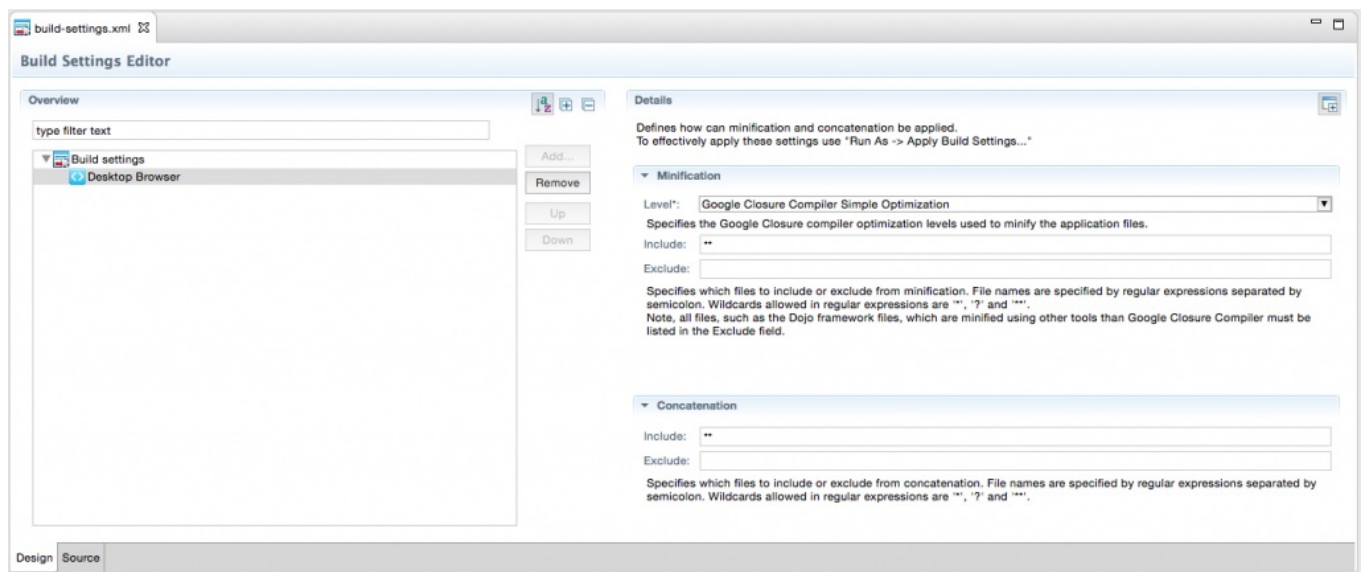 build-settings.xml
Build Settings Editor
Overview
type filter text
Build settings
Desktop Browser
Add...
Remove
Up
Down
Details
Defines how can minification and concatenation be applied.
To effectively apply these settings use "Run As -> Apply Build Settings..."
Minification
Level*: Google Closure Compiler Simple Optimization
Specifies the Google Closure compiler optimization levels used to minify the application files.
Include: **
Exclude:
Specifies which files to include or exclude from minification. File names are specified by regular expressions separated by
semicolon. Wildcards allowed in regular expressions are '*', '?' and '**'.
Note, all files, such as the Dojo framework files, which are minified using other tools than Google Closure Compiler must be
listed in the Exclude field.
Concatenation
Include: **
Exclude:
Specifies which files to include or exclude from concatenation. File names are specified by regular expressions separated by
semicolon. Wildcards allowed in regular expressions are '*', '?' and '**'.
Design Source